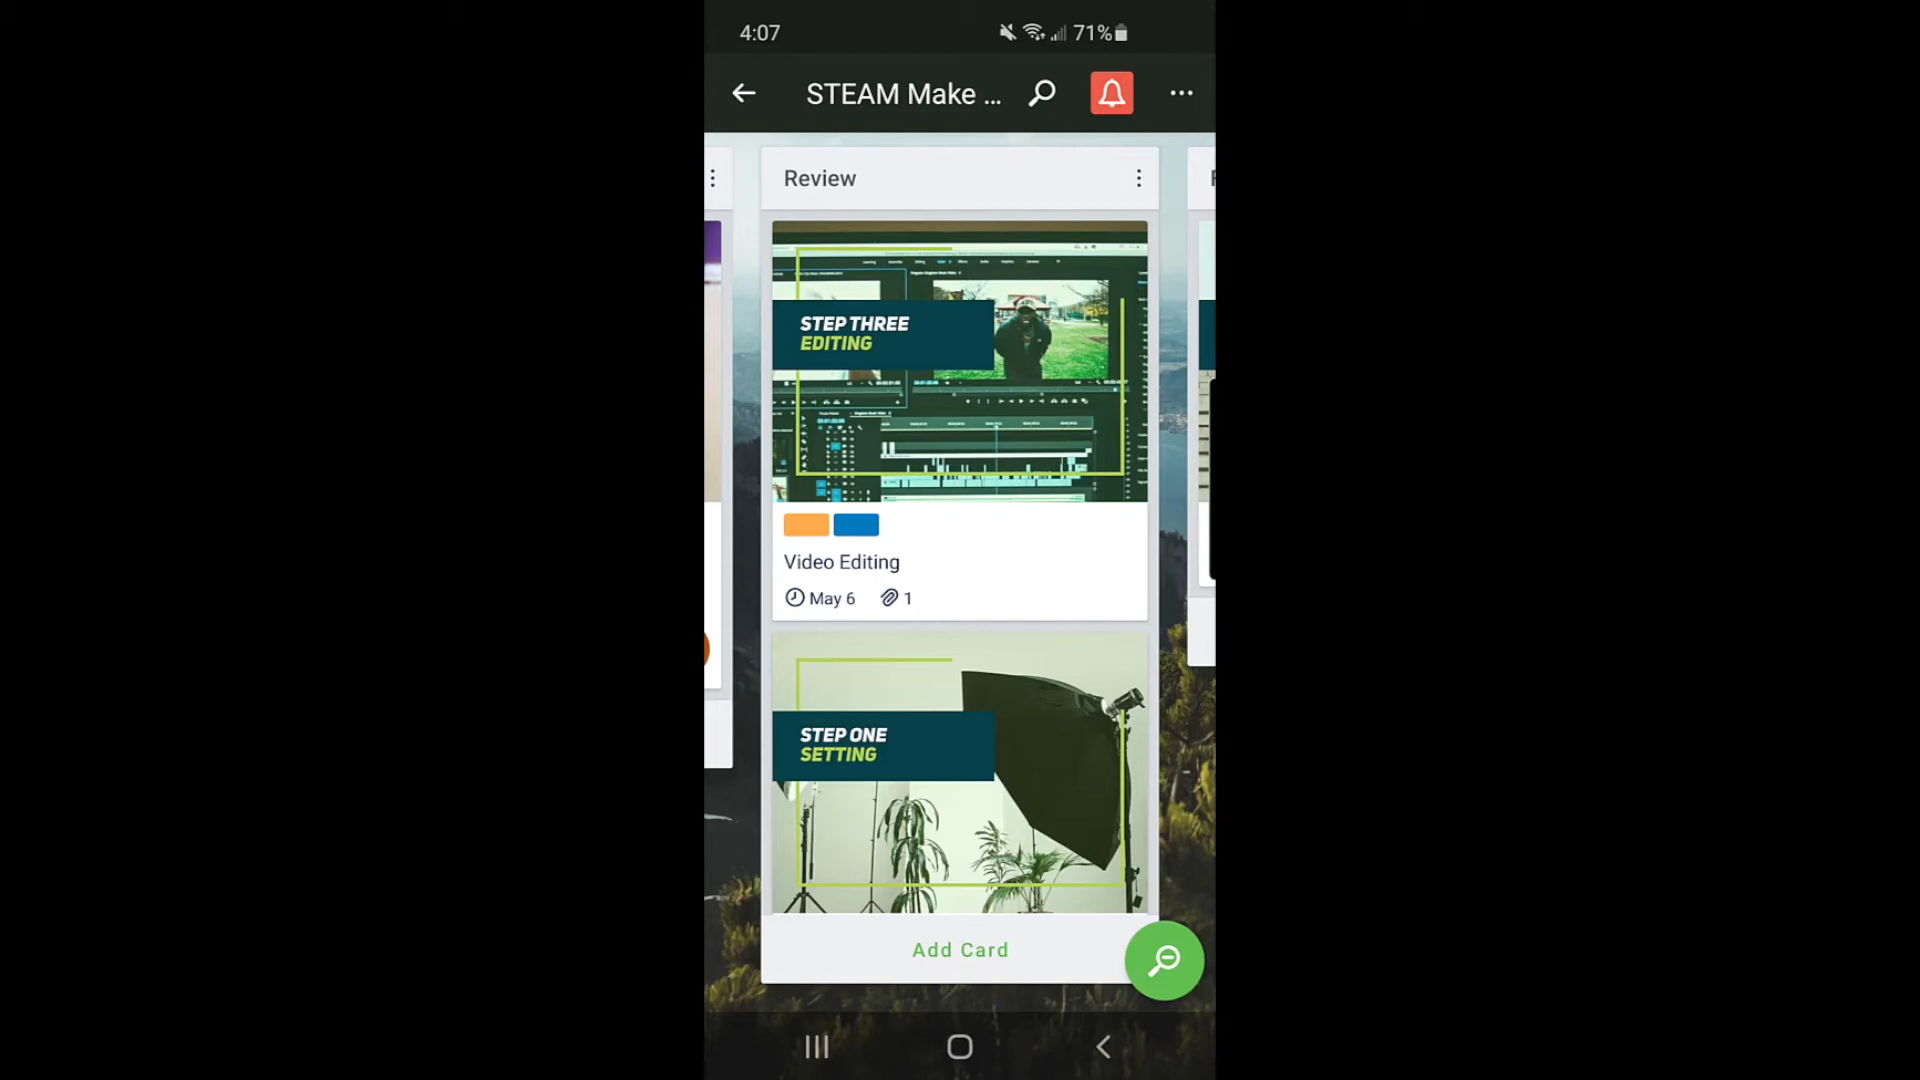 4:07
71%
STEAM Make ...
Review
STEP THREE
EDITING
Video Editing
May 6
1
STEP ONE
SETTING
Add Card